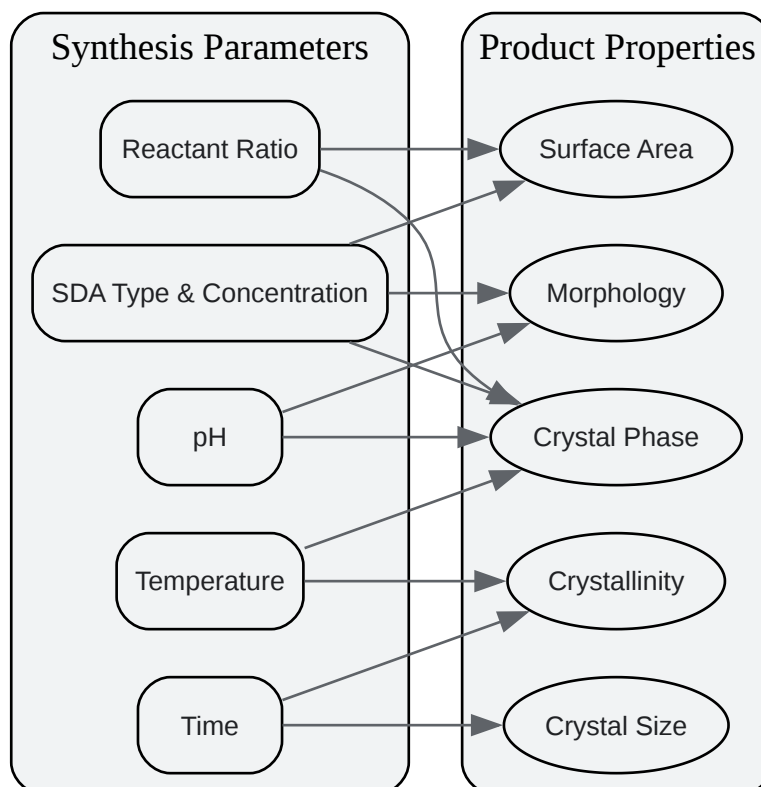 Synthesis Parameters
Product Properties
Reactant Ratio
Surface Area
SDA Type & Concentration
Morphology
pH
Crystal Phase
Temperature
Crystallinity
Time
Crystal Size